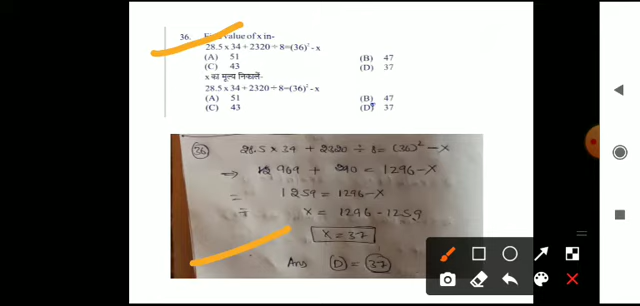 36. Find value of x in-
28.5 x 34 + 2320 ÷ 8=(36)² - x
(A) 51 (B) 47
(C) 43 (D) 37
x का मूल्य निकालें-
28.5 x 34 + 2320 ÷ 8=(36)² - x
(A) 51 (B) 47
(C) 43 (D) 37
36 28.5 x 34 + 2320 ÷ 8 = (36)² - x
⇒ 969 + 290 = 1296 - x
= 1259 = 1296 - x
÷ x = 1296 - 1259
x = 37
Ans (D) = 37